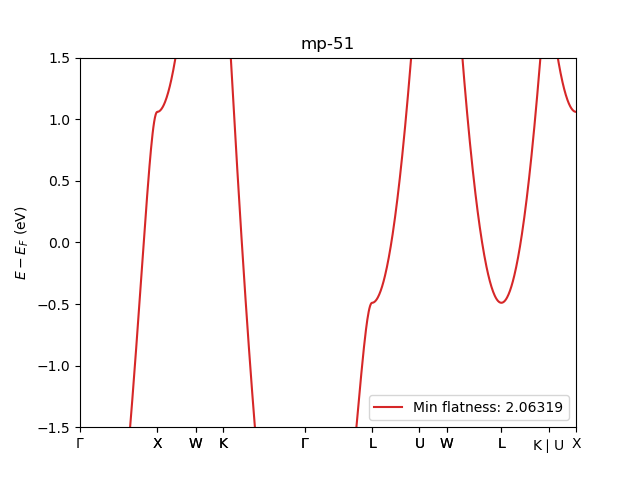 mp-51
1.5
1.0
0.5
0.0
−0.5
−1.0
−1.5
E − E_F (eV)
Min flatness: 2.06319
Γ X W K Γ L U W L K | U X